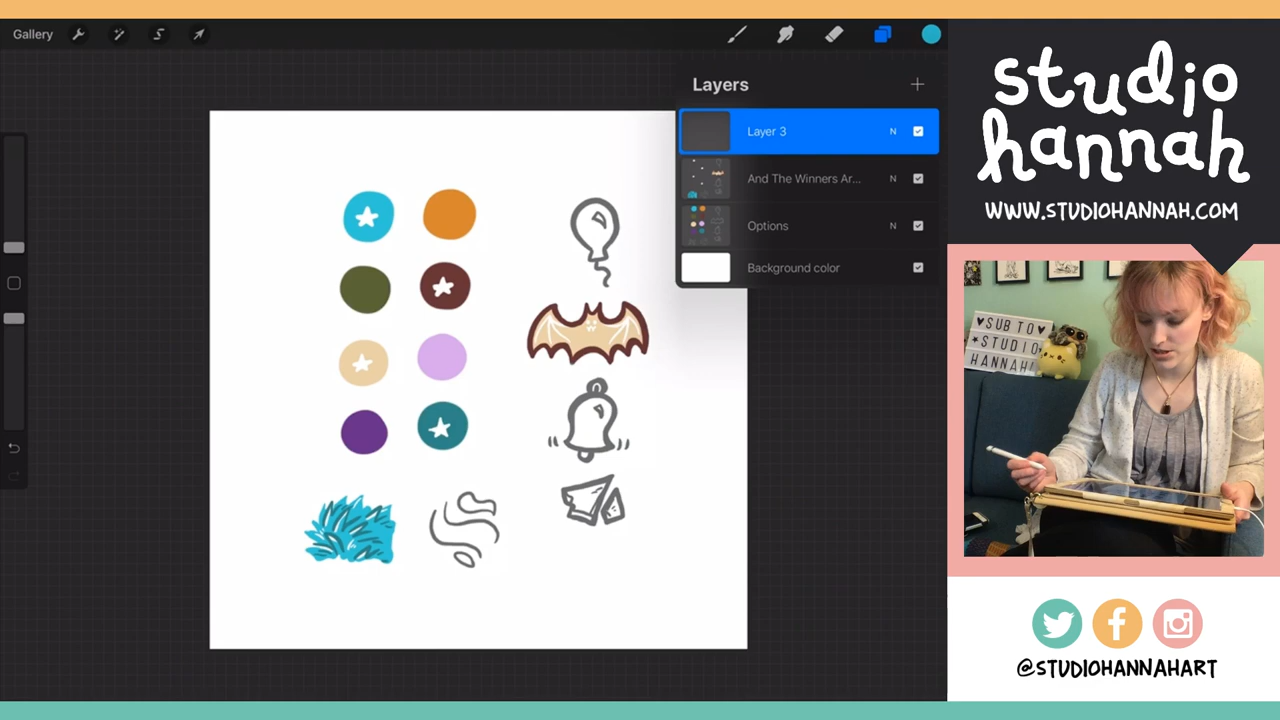 Gallery
Layers
Layer 3 N
And The Winners Ar... N
Options N
Background color
studio
hannah
WWW.STUDIOHANNAH.COM
SUB TO
STUDIO
HANNAH!
@STUDIOHANNAHART